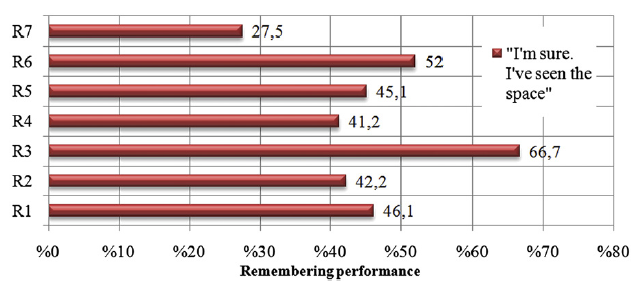 R7 27,5
R6 52
R5 45,1
R4 41,2
R3 66,7
R2 42,2
R1 46,1
%0 %10 %20 %30 %40 %50 %60 %70 %80
Remembering performance
"I'm sure.
I've seen the
space"